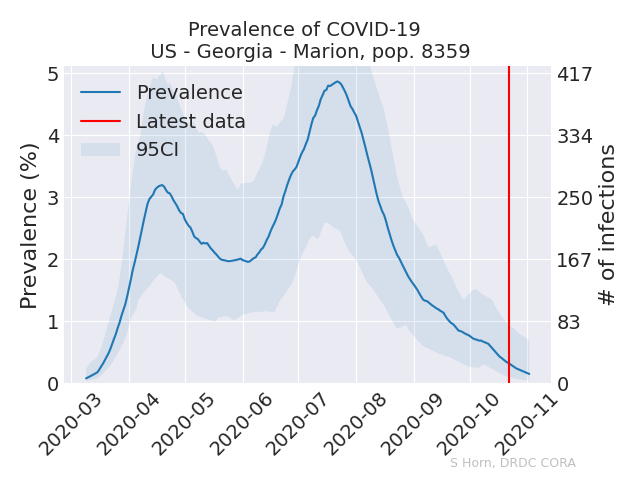 Prevalence of COVID-19
US - Georgia - Marion, pop. 8359
Prevalence
Latest data
95CI
Prevalence (%)
5
4
3
2
1
0
417
334
250
167
83
0
# of infections
2020-03
2020-04
2020-05
2020-06
2020-07
2020-08
2020-09
2020-10
2020-11
S Horn, DRDC CORA